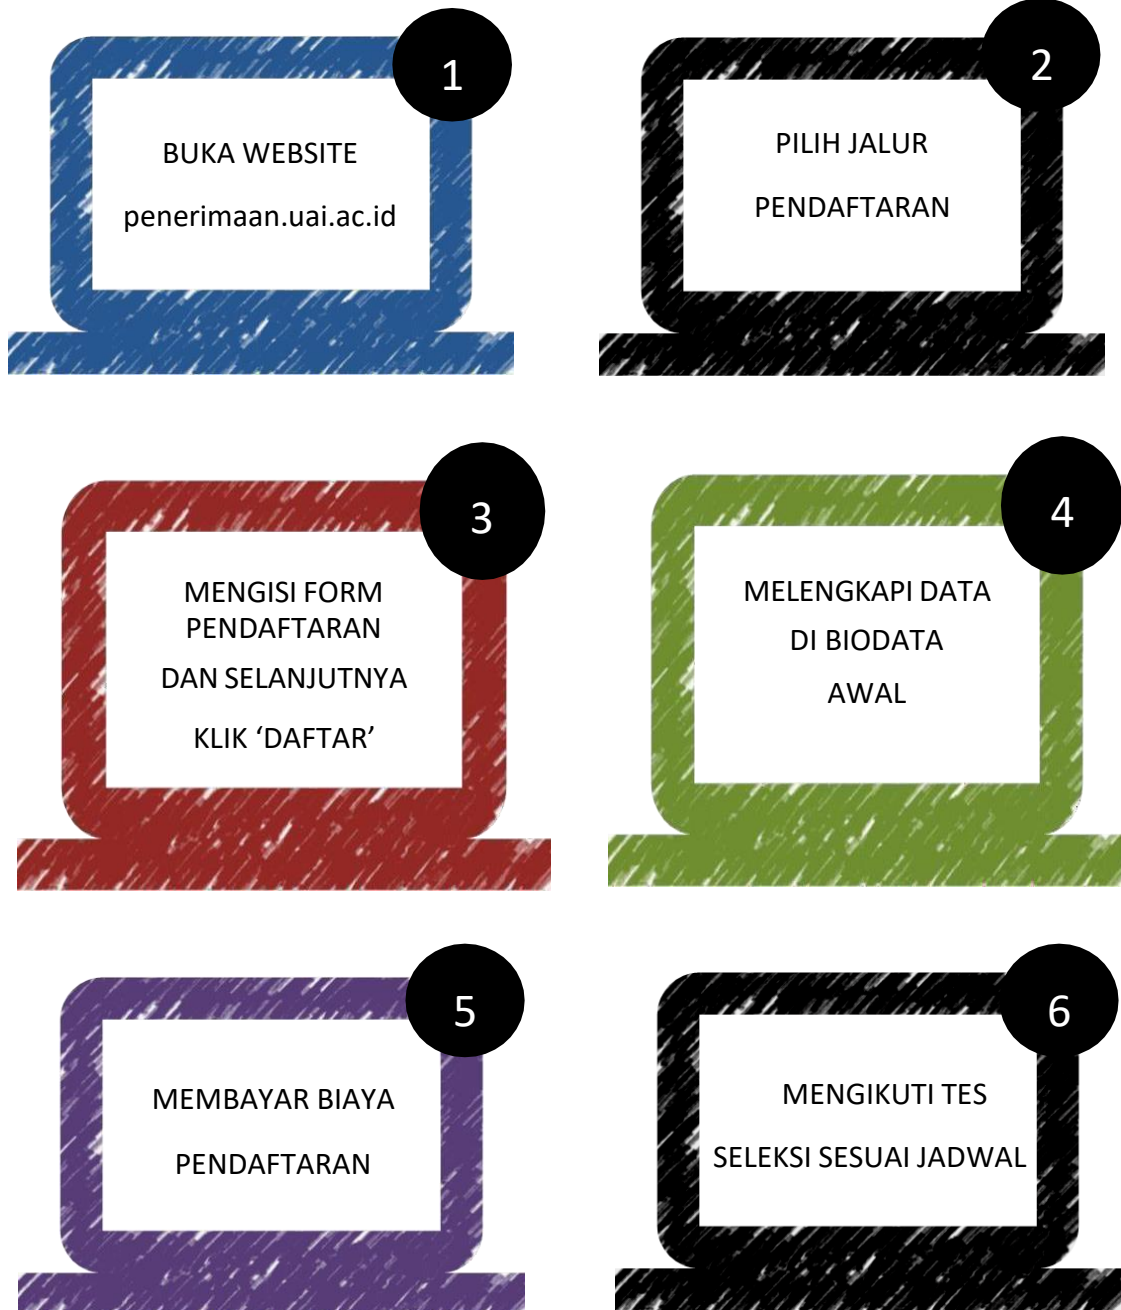 1
BUKA WEBSITE
penerimaan.uai.ac.id
2
PILIH JALUR
PENDAFTARAN
3
MENGISI FORM
PENDAFTARAN
DAN SELANJUTNYA
KLIK ‘DAFTAR’
4
MELENGKAPI DATA
DI BIODATA
AWAL
5
MEMBAYAR BIAYA
PENDAFTARAN
6
MENGIKUTI TES
SELEKSI SESUAI JADWAL